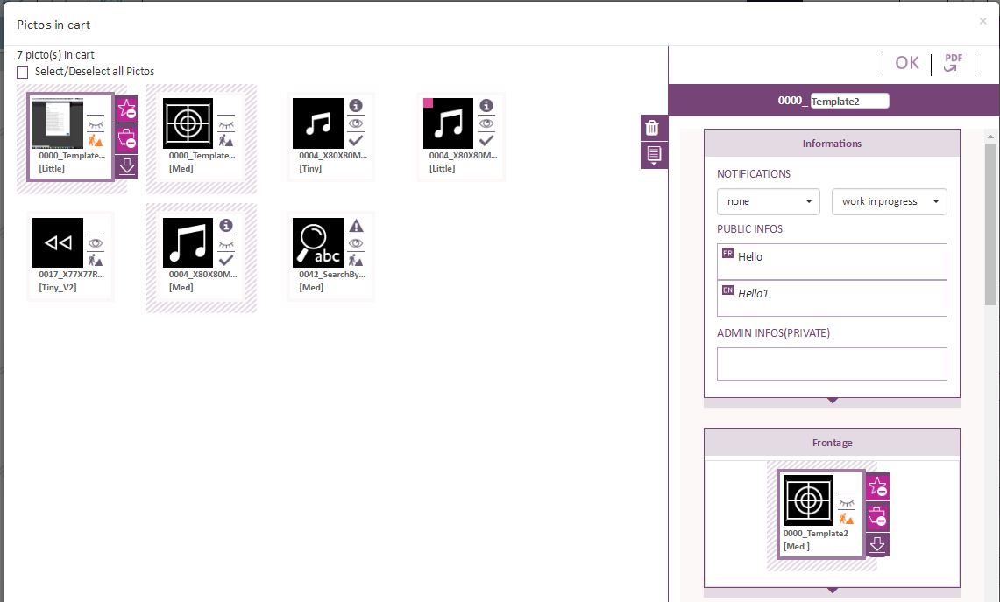 Pictos in cart
×
7 picto(s) in cart
Select/Deselect all Pictos
OK
PDF
0000_ Template2
0000_Template...
[Little]
0000_Template...
[Med]
0004_X80X80M...
[Tiny]
0004_X80X80M...
[Little]
0017_X77X77R...
[Tiny_V2]
0004_X80X80M...
[Med]
abc
0042_SearchBy...
[Med]
Informations
NOTIFICATIONS
none
work in progress
PUBLIC INFOS
FR Hello
EN Hello1
ADMIN INFOS(PRIVATE)
Frontage
0000_Template2
[Med ]